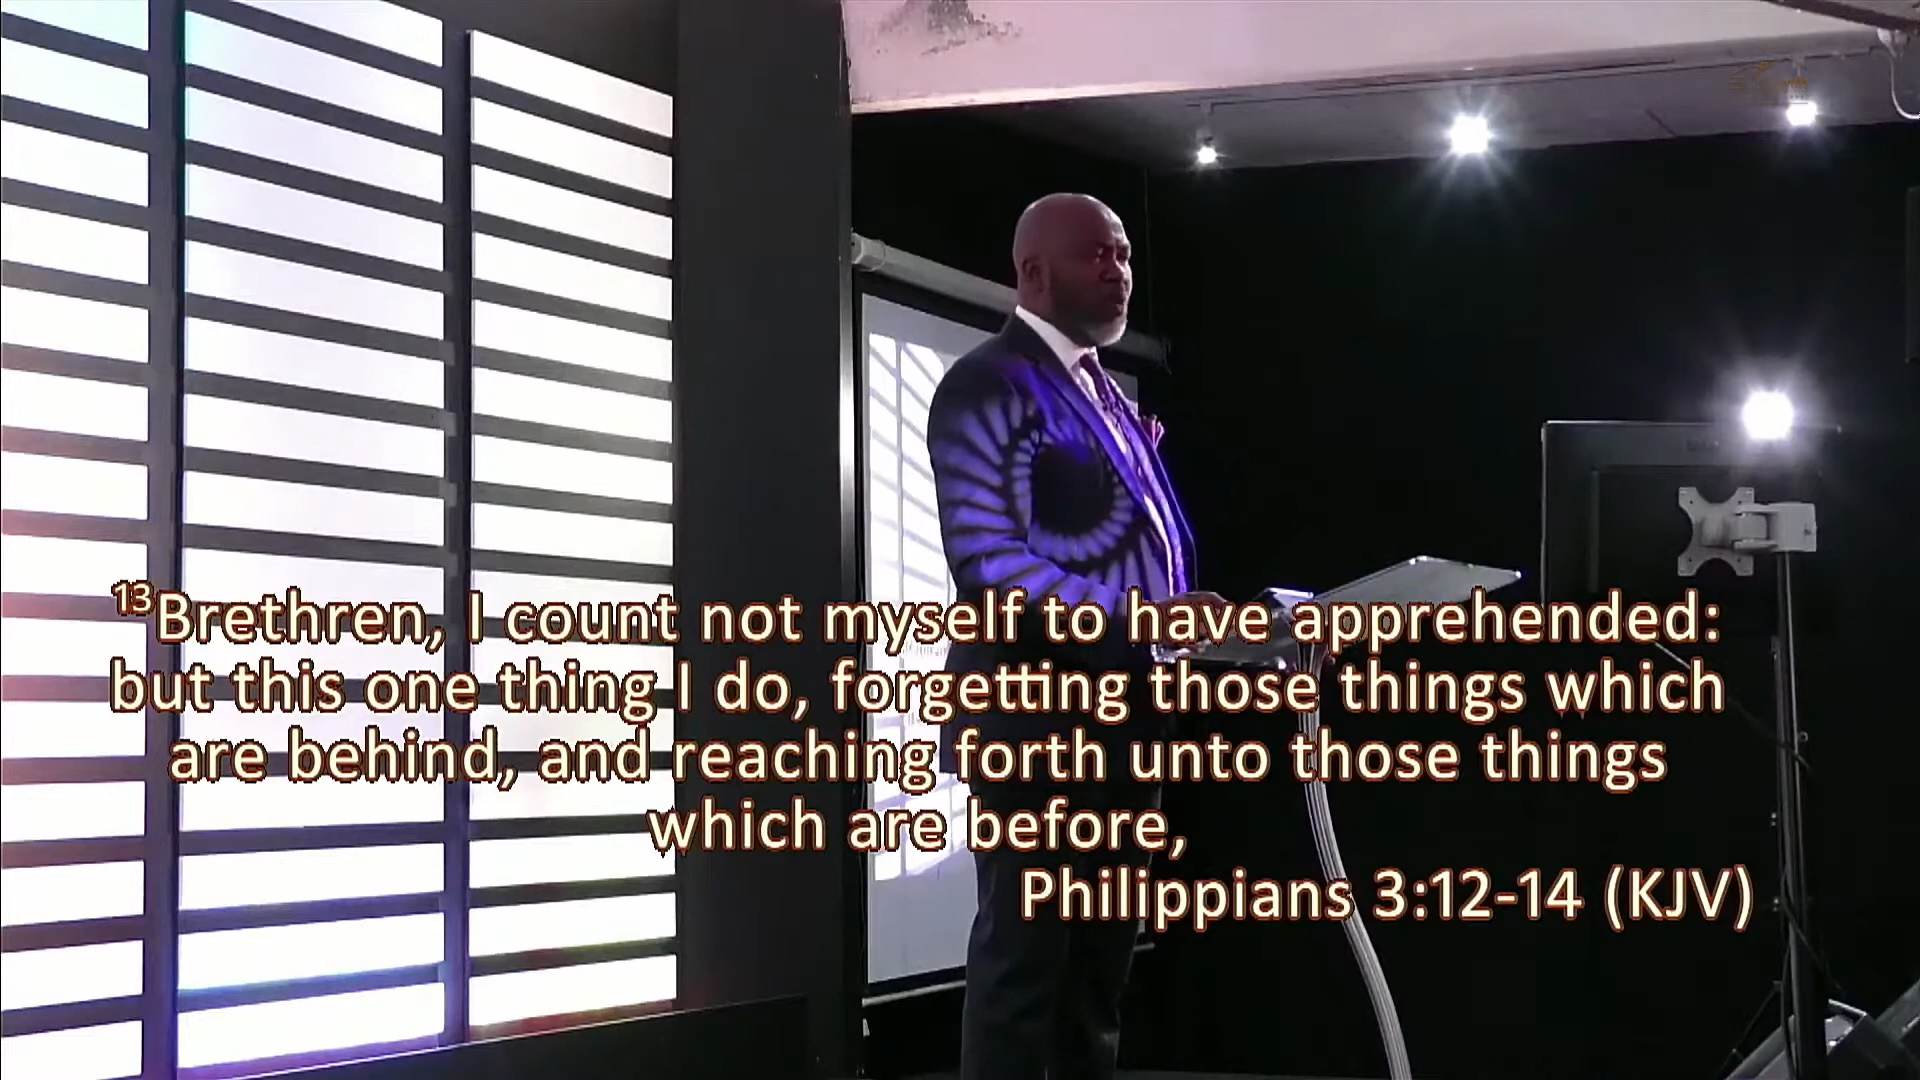 ¹³Brethren, I count not myself to have apprehended:
but this one thing I do, forgetting those things which
are behind, and reaching forth unto those things
which are before,
Philippians 3:12-14 (KJV)